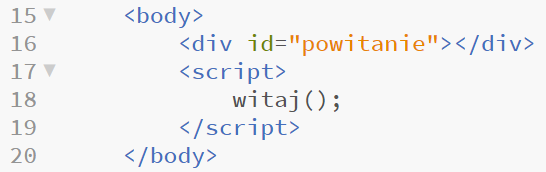 15 <body>
16 <div id="powitanie"></div>
17 <script>
18 witaj();
19 </script>
20 </body>